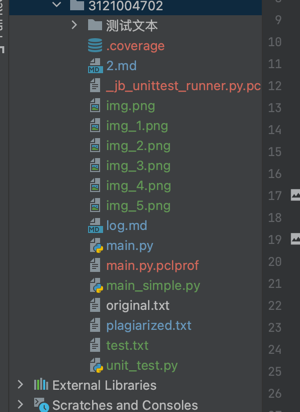 3121004702
测试文本
.coverage
2.md
_jb_unittest_runner.py.pc
img.png
img_1.png
img_2.png
img_3.png
img_4.png
img_5.png
log.md
main.py
main.py.pclprof
main_simple.py
original.txt
plagiarized.txt
test.txt
unit_test.py
External Libraries
Scratches and Consoles
9
10
11
12
13
14
15
16
17
18
19
20
21
22
23
24
25
26
27